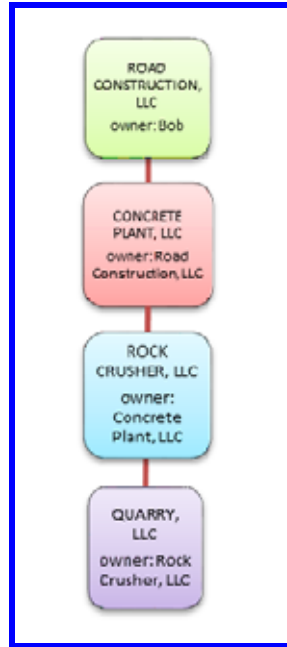 ROAD
CONSTRUCTION,
LLC
owner: Bob
CONCRETE
PLANT, LLC
owner: Road
Construction, LLC
ROCK
CRUSHER, LLC
owner:
Concrete
Plant, LLC
QUARRY,
LLC
owner: Rock
Crusher, LLC